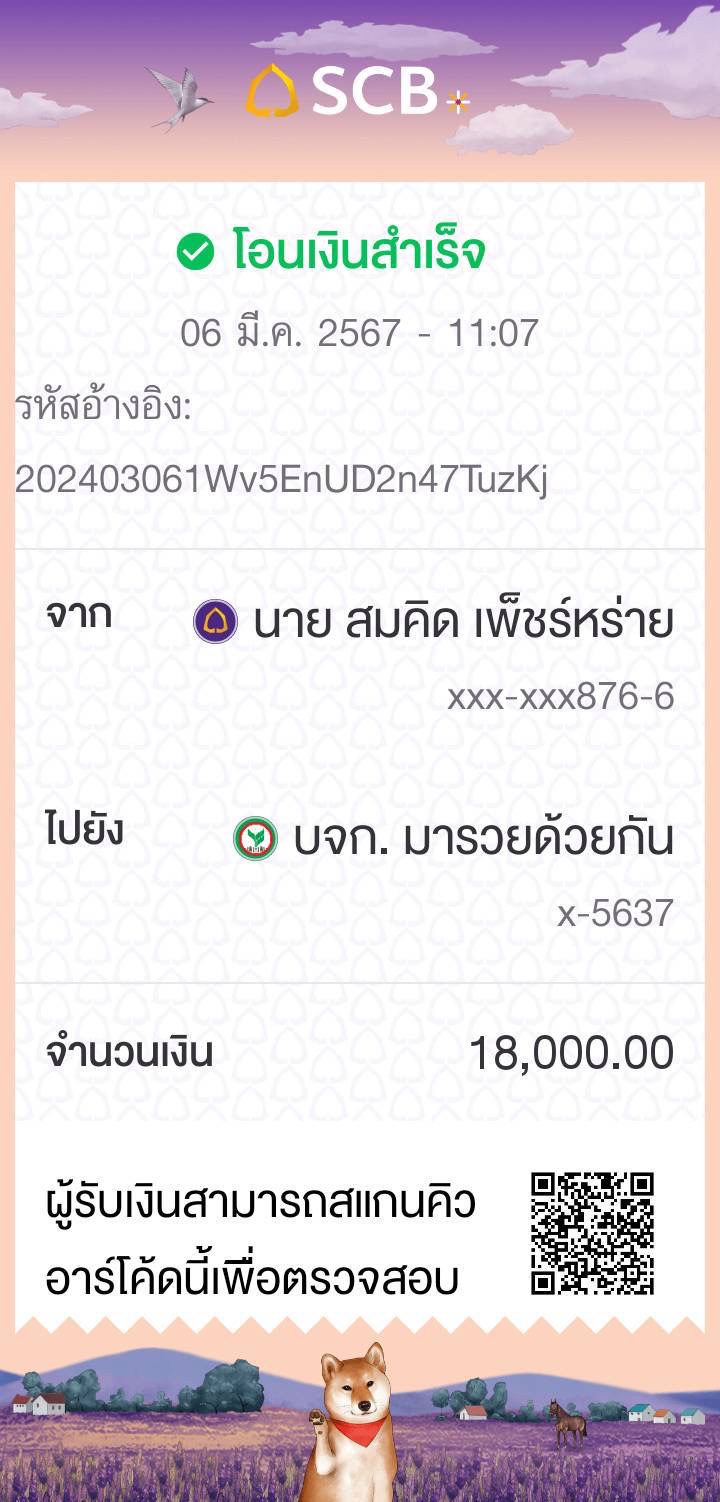 SCB
โอนเงินสำเร็จ
06 มี.ค. 2567 - 11:07
รหัสอ้างอิง:
202403061Wv5EnUD2n47TuzKj
จาก นาย สมคิด เพ็ชร์หร่าย
xxx-xxx876-6
ไปยัง บจก. มารวยด้วยกัน
x-5637
จำนวนเงิน 18,000.00
ผู้รับเงินสามารถสแกนคิว
อาร์โค้ดนี้เพื่อตรวจสอบ